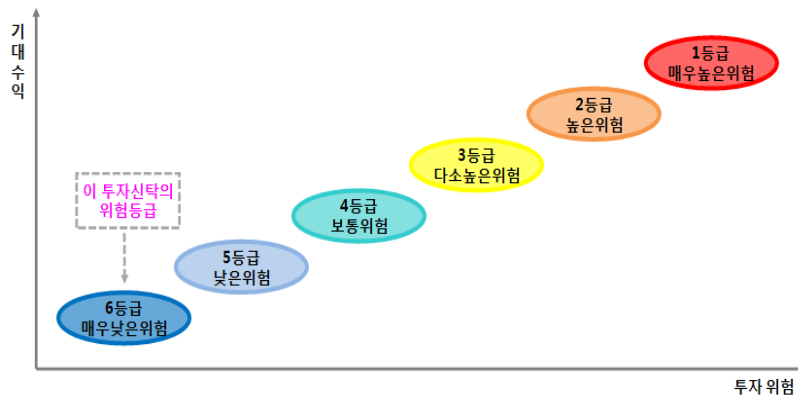 기대수익
1등급
매우높은위험
2등급
높은위험
3등급
다소높은위험
4등급
보통위험
이 투자신탁의
위험등급
5등급
낮은위험
6등급
매우낮은위험
투자 위험